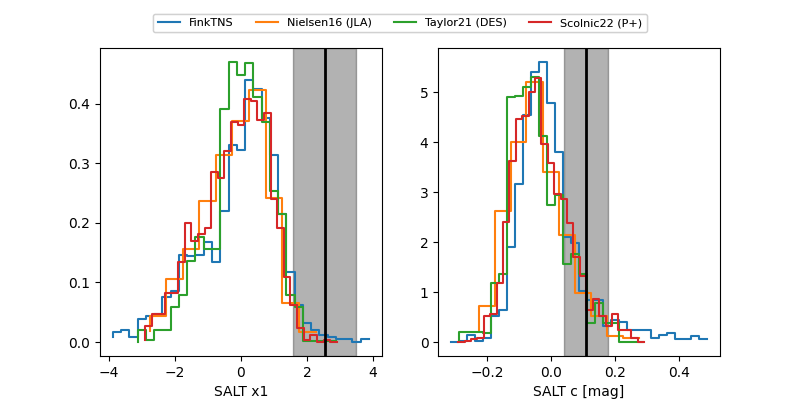 FinkTNS Nielsen16 (JLA) Taylor21 (DES) Scolnic22 (P+)
0.4
0.3
0.2
0.1
0.0
−4 −2 0 2 4
SALT x1
5
4
3
2
1
0
−0.2 0.0 0.2 0.4
SALT c [mag]